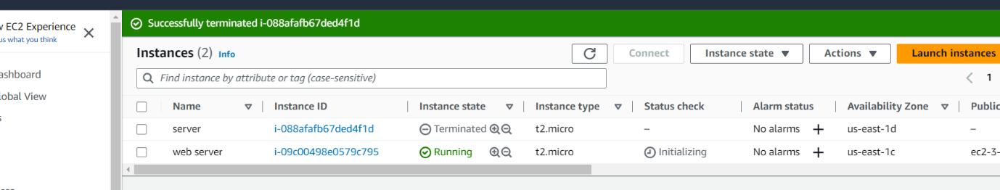 w EC2 Experience
us what you think
ashboard
lobal View
s
Successfully terminated i-088afafb67ded4f1d
Instances (2) Info
Connect
Instance state
Actions
Launch instances
Find instance by attribute or tag (case-sensitive)
1
Name Instance ID Instance state Instance type Status check Alarm status Availability Zone Public
server i-088afafb67ded4f1d Terminated t2.micro – No alarms + us-east-1d –
web server i-09c00498e0579c795 Running t2.micro Initializing No alarms + us-east-1c ec2-3-